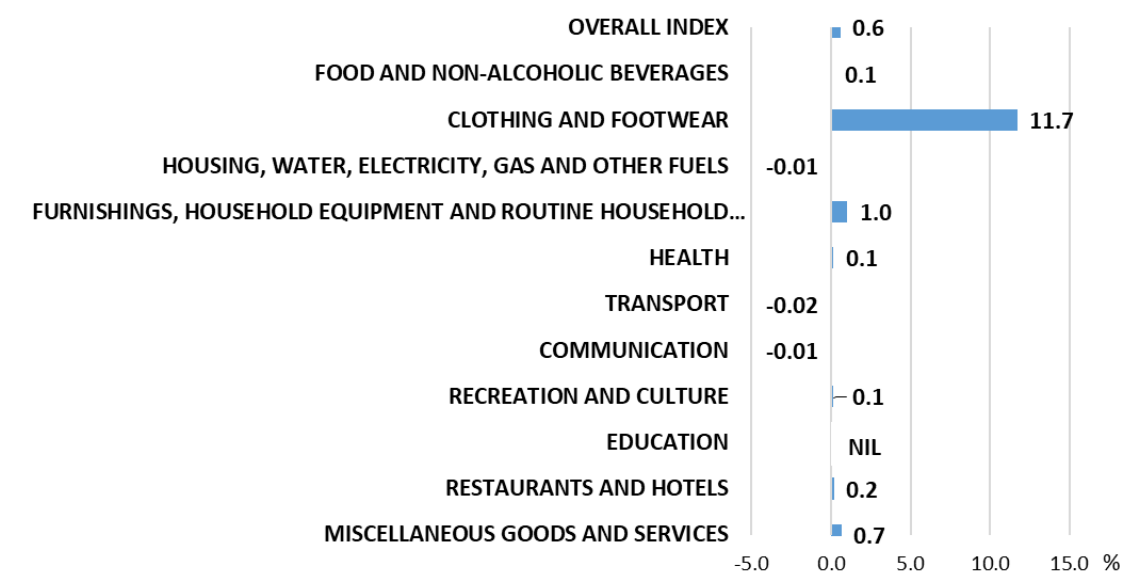 OVERALL INDEX 0.6
FOOD AND NON-ALCOHOLIC BEVERAGES 0.1
CLOTHING AND FOOTWEAR 11.7
HOUSING, WATER, ELECTRICITY, GAS AND OTHER FUELS -0.01
FURNISHINGS, HOUSEHOLD EQUIPMENT AND ROUTINE HOUSEHOLD... 1.0
HEALTH 0.1
TRANSPORT -0.02
COMMUNICATION -0.01
RECREATION AND CULTURE 0.1
EDUCATION NIL
RESTAURANTS AND HOTELS 0.2
MISCELLANEOUS GOODS AND SERVICES 0.7
-5.0 0.0 5.0 10.0 15.0 %